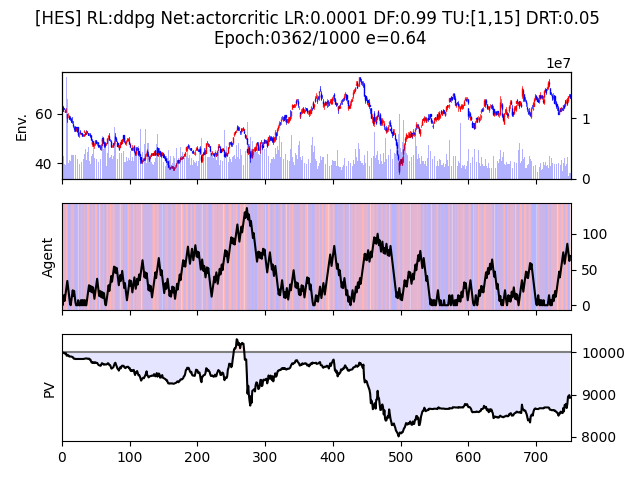 [HES] RL:ddpg Net:actorcritic LR:0.0001 DF:0.99 TU:[1,15] DRT:0.05
Epoch:0362/1000 e=0.64
1e7
Env.
60
40
1
0
Agent
100
50
0
PV
10000
9000
8000
0 100 200 300 400 500 600 700